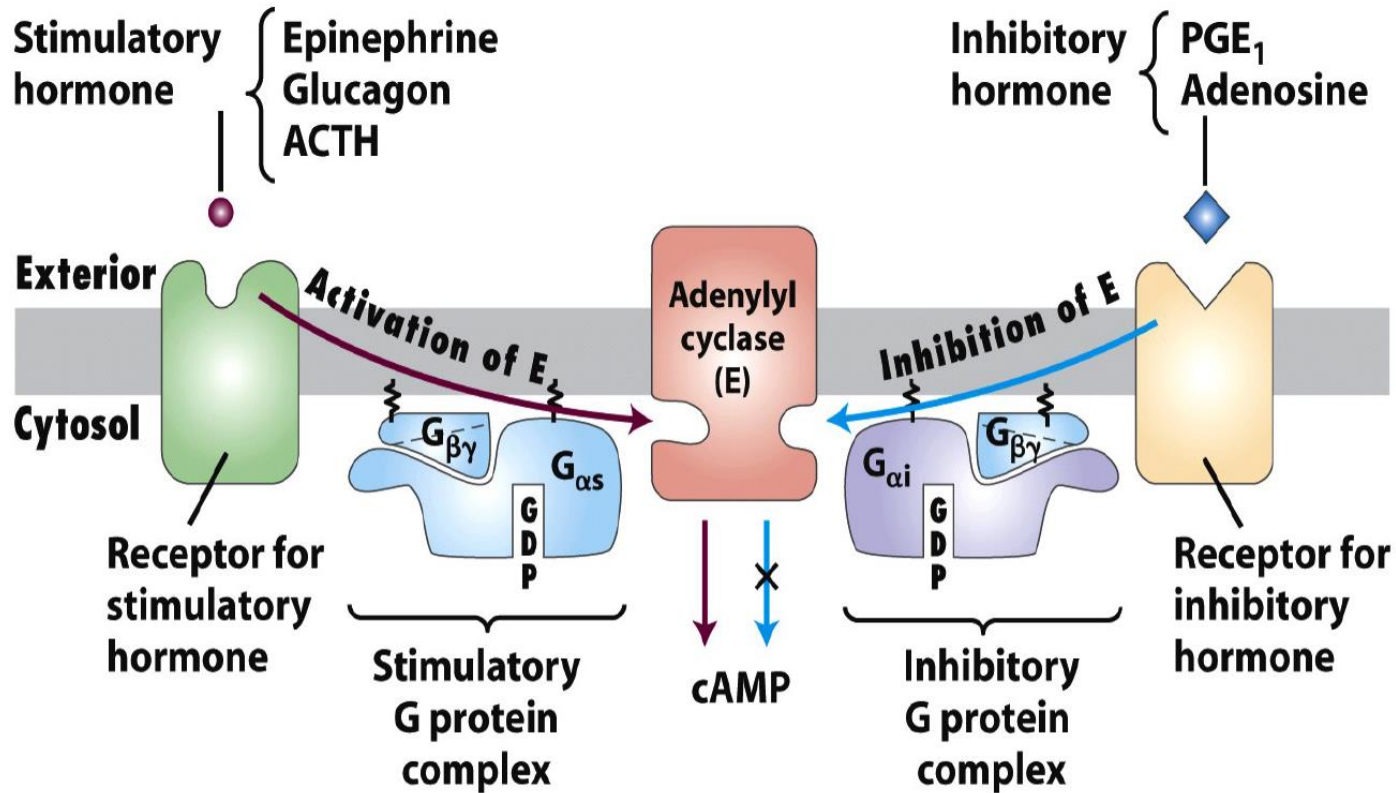 Stimulatory
hormone
Epinephrine
Glucagon
ACTH
Inhibitory
hormone
PGE₁
Adenosine
Exterior
Activation of E
Adenylyl
cyclase
(E)
Inhibition of E
Cytosol
Gβγ
Gαs
GDP
Gαi
Gβγ
GDP
Receptor for
stimulatory
hormone
Stimulatory
G protein
complex
cAMP
Inhibitory
G protein
complex
Receptor for
inhibitory
hormone